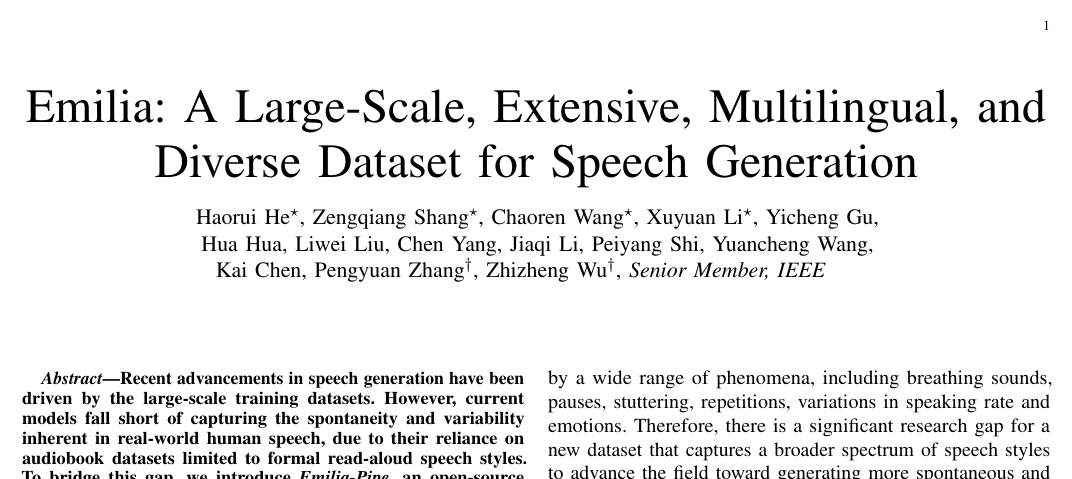 1
Emilia: A Large-Scale, Extensive, Multilingual, and
Diverse Dataset for Speech Generation
Haorui He⋆, Zengqiang Shang⋆, Chaoren Wang⋆, Xuyuan Li⋆, Yicheng Gu,
Hua Hua, Liwei Liu, Chen Yang, Jiaqi Li, Peiyang Shi, Yuancheng Wang,
Kai Chen, Pengyuan Zhang†, Zhizheng Wu†, Senior Member, IEEE
Abstract—Recent advancements in speech generation have been
driven by the large-scale training datasets. However, current
models fall short of capturing the spontaneity and variability
inherent in real-world human speech, due to their reliance on
audiobook datasets limited to formal read-aloud speech styles.
To bridge this gap, we introduce Emilia-Pipe, an open-source
by a wide range of phenomena, including breathing sounds,
pauses, stuttering, repetitions, variations in speaking rate and
emotions. Therefore, there is a significant research gap for a
new dataset that captures a broader spectrum of speech styles
to advance the field toward generating more spontaneous and